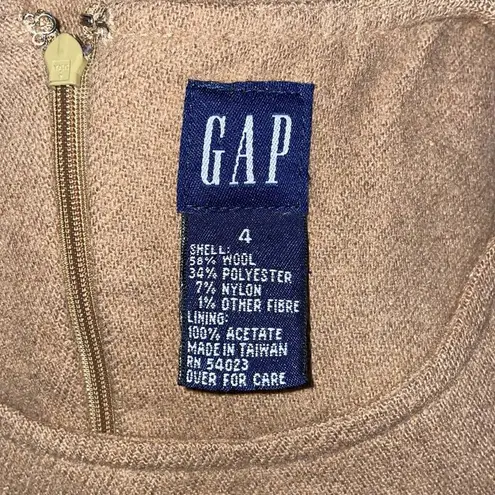 GAP
4
SHELL:
58% WOOL
34% POLYESTER
7% NYLON
1% OTHER FIBRE
LINING:
100% ACETATE
MADE IN TAIWAN
RN 54023
OVER FOR CARE